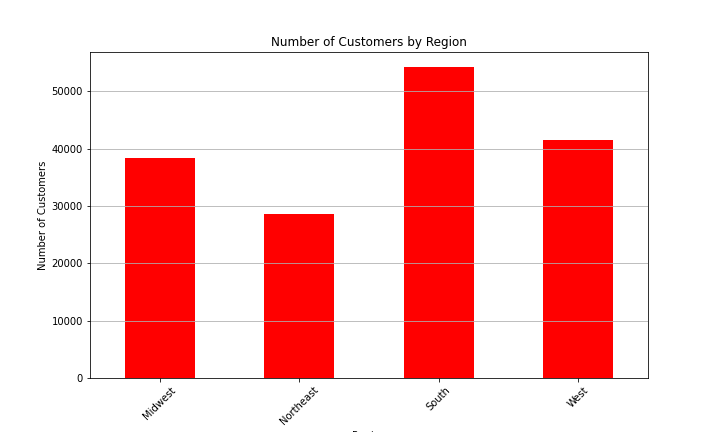 Number of Customers by Region
Number of Customers
50000
40000
30000
20000
10000
0
Midwest
Northeast
South
West